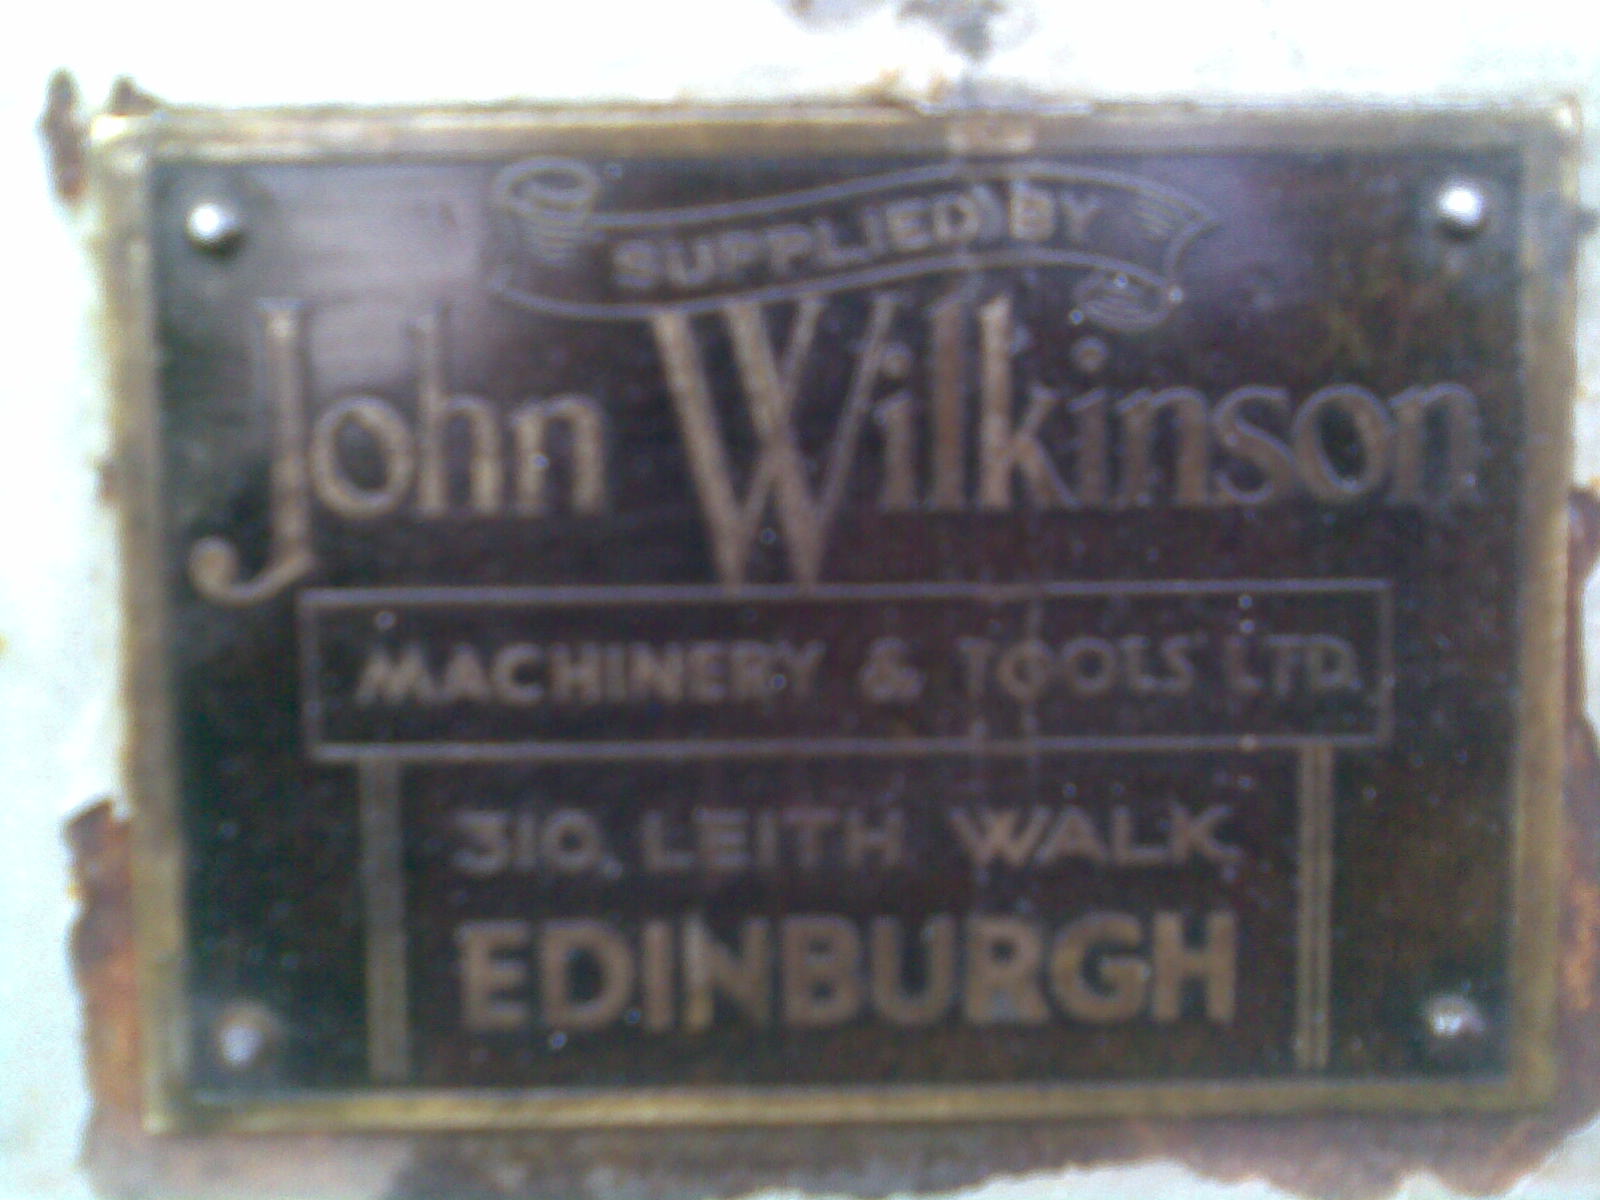 SUPPLIED BY
John Wilkinson
MACHINERY & TOOLS LTD.
310, LEITH WALK,
EDINBURGH